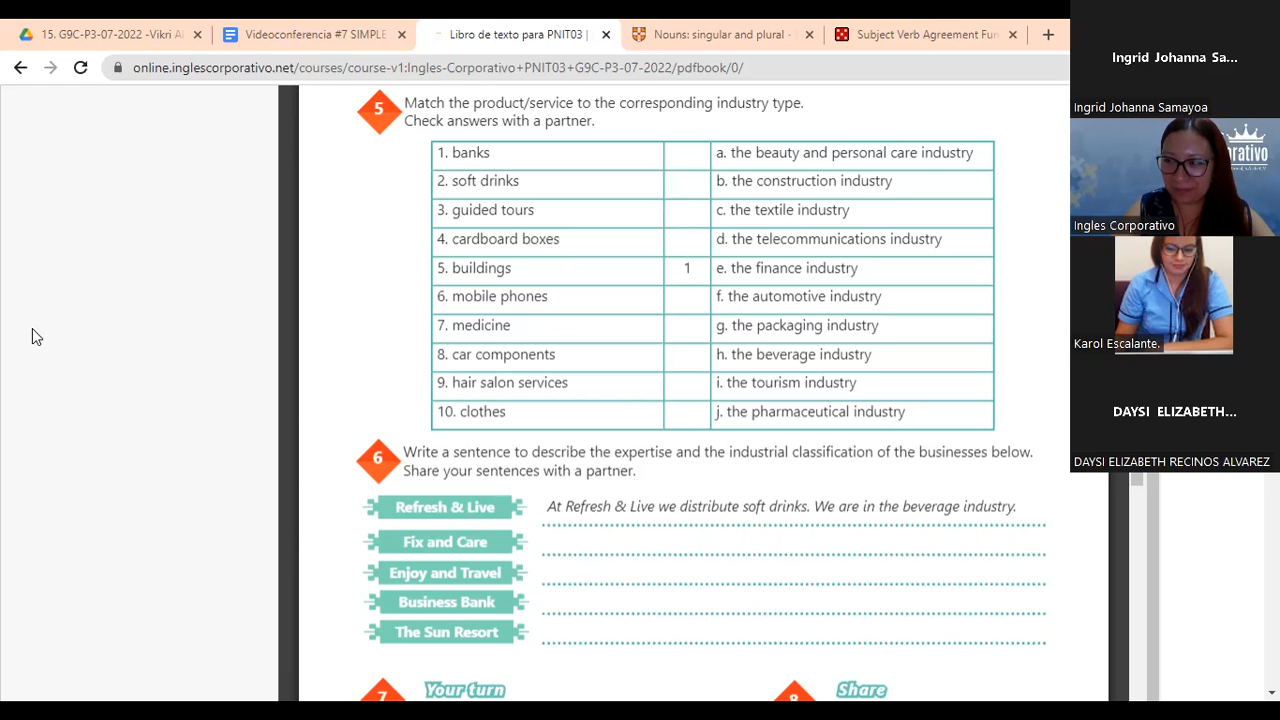 15. G9C-P3-07-2022 -Vikri Al
Videoconferencia #7 SIMPLE
Libro de texto para PNIT03 |
Nouns: singular and plural -
Subject Verb Agreement Fun
online.inglescorporativo.net/courses/course-v1:Ingles-Corporativo+PNIT03+G9C-P3-07-2022/pdfbook/0/
5 Match the product/service to the corresponding industry type.
Check answers with a partner.
1. banks a. the beauty and personal care industry
2. soft drinks b. the construction industry
3. guided tours c. the textile industry
4. cardboard boxes d. the telecommunications industry
5. buildings 1 e. the finance industry
6. mobile phones f. the automotive industry
7. medicine g. the packaging industry
8. car components h. the beverage industry
9. hair salon services i. the tourism industry
10. clothes j. the pharmaceutical industry
6 Write a sentence to describe the expertise and the industrial classification of the businesses below.
Share your sentences with a partner.
Refresh & Live At Refresh & Live we distribute soft drinks. We are in the beverage industry.
Fix and Care
Enjoy and Travel
Business Bank
The Sun Resort
7 Your turn
8 Share
Ingrid Johanna Sa...
Ingrid Johanna Samayoa
Ingles Corporativo
Karol Escalante.
DAYSI ELIZABETH...
DAYSI ELIZABETH RECINOS ALVAREZ